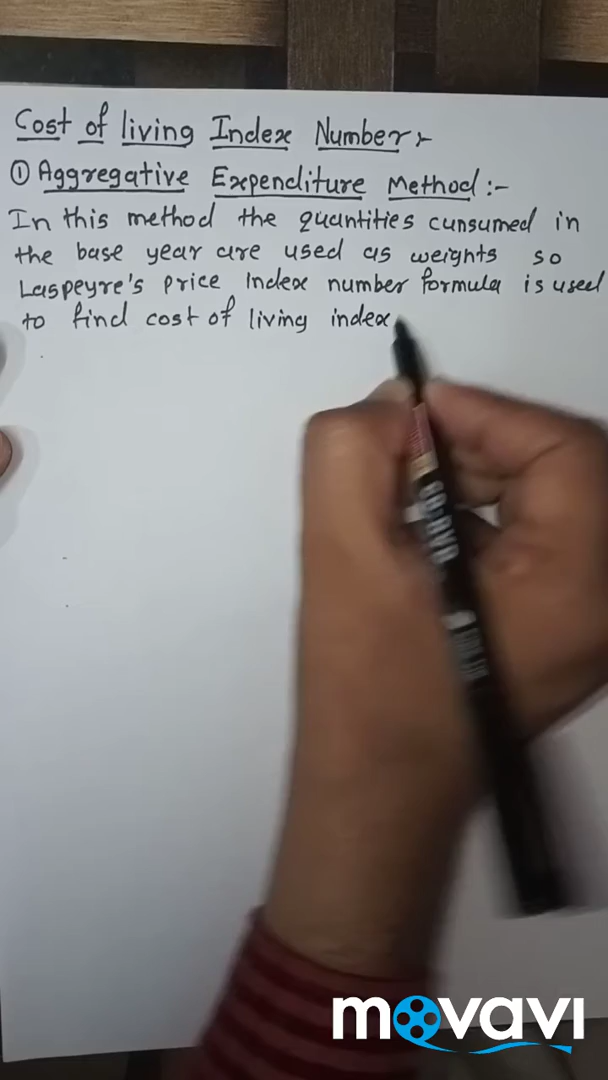 Cost of living Index Number:-
① Aggregative Expenditure Method:-
In this method the quantities cunsumed in
the base year are used as weights so
Laspeyre's price Index number formula is used
to find cost of living index
movavi